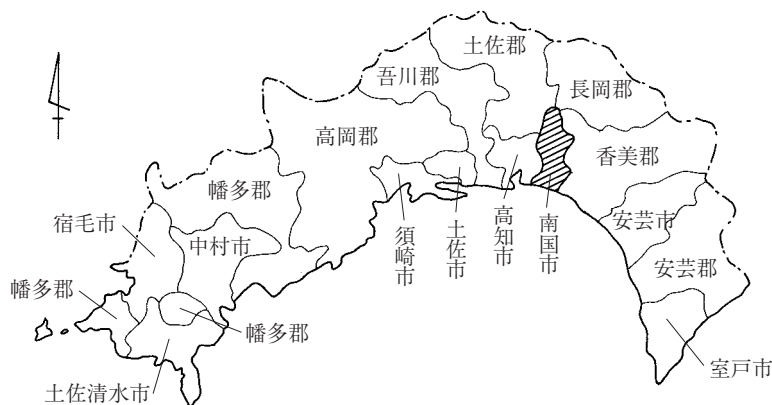 土佐郡
吾川郡
長岡郡
高岡郡
香美郡
幡多郡
宿毛市
中村市
須崎市
土佐市
高知市
南国市
安芸市
安芸郡
幡多郡
幡多郡
室戸市
土佐清水市